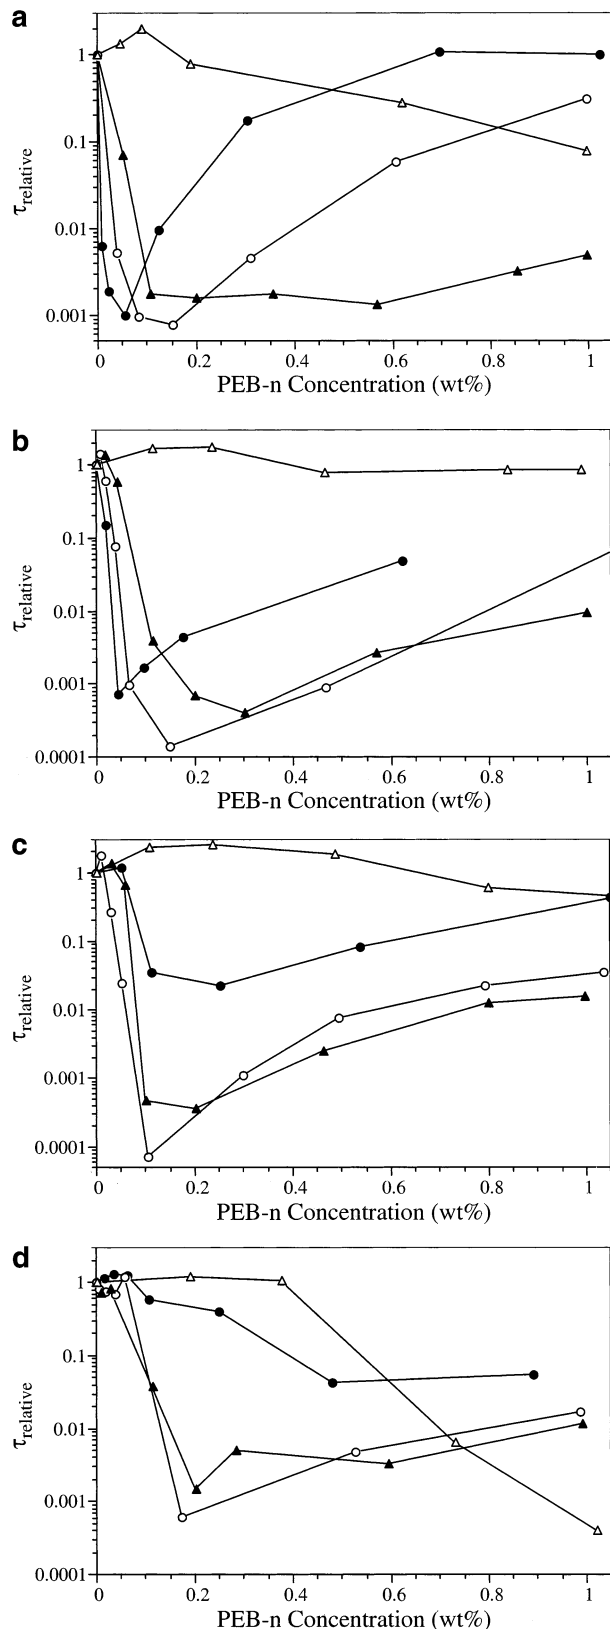 a
1
0.1
0.01
0.001
τrelative
0 0.2 0.4 0.6 0.8 1
PEB-n Concentration (wt%)
b
1
0.1
0.01
0.001
0.0001
τrelative
0 0.2 0.4 0.6 0.8 1
PEB-n Concentration (wt%)
c
1
0.1
0.01
0.001
0.0001
τrelative
0 0.2 0.4 0.6 0.8 1
PEB-n Concentration (wt%)
d
1
0.1
0.01
0.001
0.0001
τrelative
0 0.2 0.4 0.6 0.8 1
PEB-n Concentration (wt%)